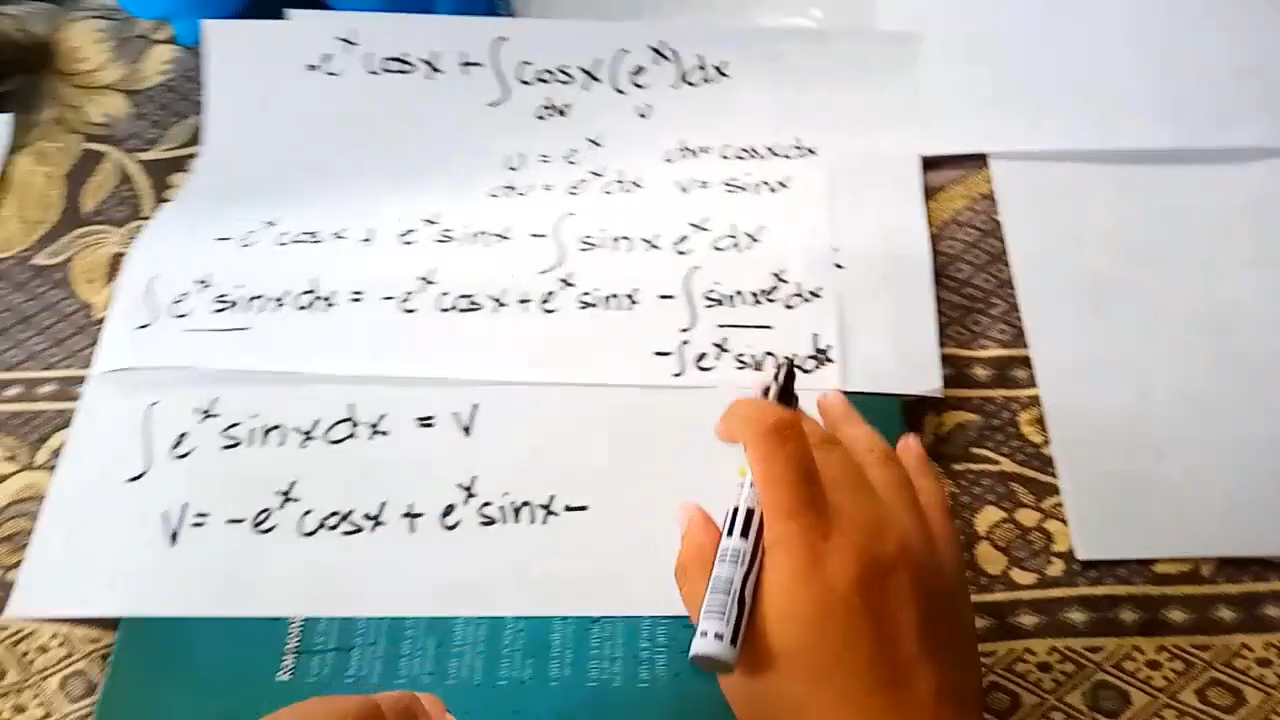 -e^x cosx + ∫cosx(e^x)dx
dv u
u = e^x dv = cosxdx
du = e^x dx v = sinx
-e^x cosx + e^x sinx - ∫sinx e^x dx
∫e^x sinxdx = -e^x cosx + e^x sinx - ∫sinxe^x dx
-∫e^x sinxdx
∫e^x sinxdx = V
V = -e^x cosx + e^x sinx -